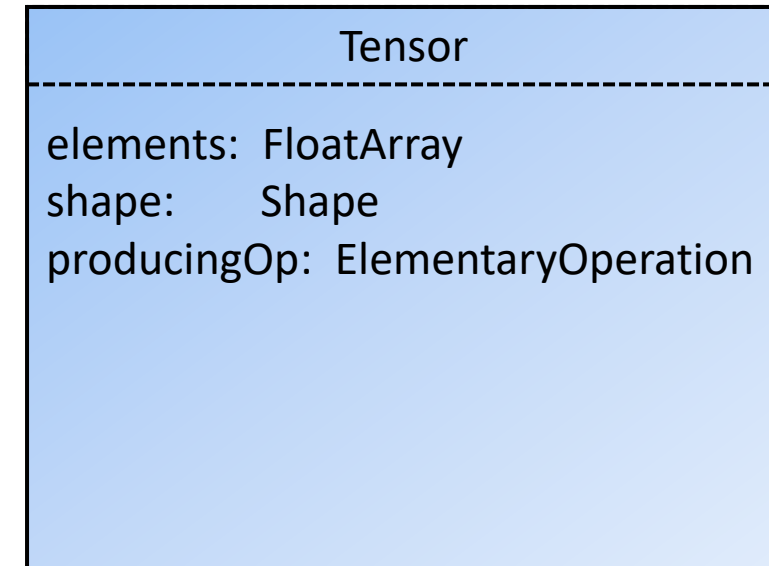 Tensor
elements: FloatArray
shape: Shape
producingOp: ElementaryOperation